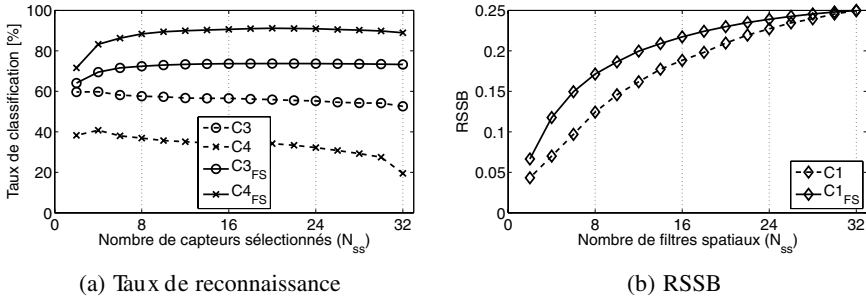 100
80
60
40
20
0
Taux de classification [%]
C3
C4
C3FS
C4FS
0 8 16 24 32
Nombre de capteurs sélectionnés (Nss)
(a) Taux de reconnaissance
0.25
0.2
0.15
0.1
0.05
0
RSSB
C1
C1FS
0 8 16 24 32
Nombre de filtres spatiaux (Nss)
(b) RSSB